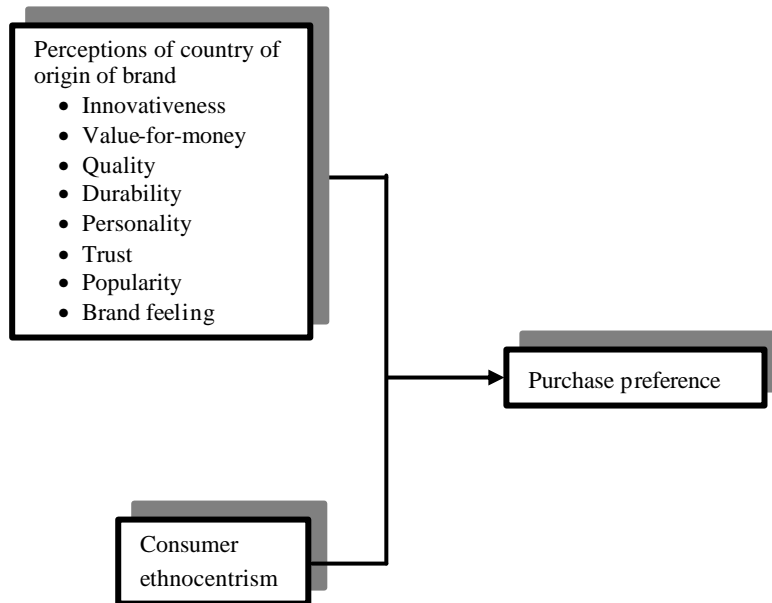 Perceptions of country of
origin of brand
• Innovativeness
• Value-for-money
• Quality
• Durability
• Personality
• Trust
• Popularity
• Brand feeling
Purchase preference
Consumer
ethnocentrism